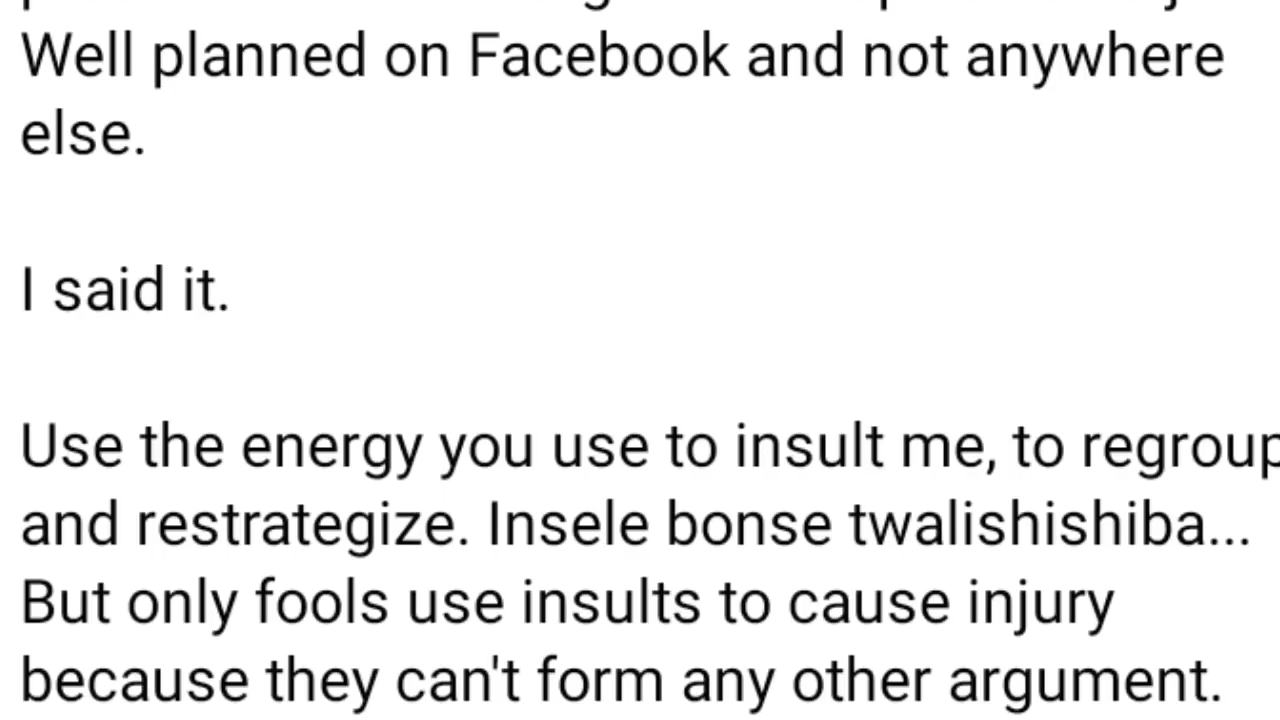 Well planned on Facebook and not anywhere
else.
I said it.
Use the energy you use to insult me, to regroup
and restrategize. Insele bonse twalishishiba...
But only fools use insults to cause injury
because they can't form any other argument.